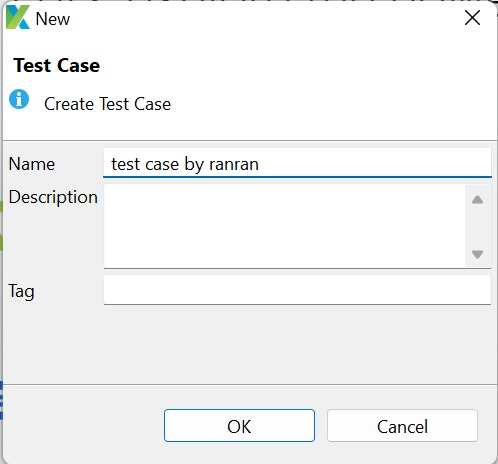 New
Test Case
Create Test Case
Name test case by ranran
Description
Tag
OK Cancel